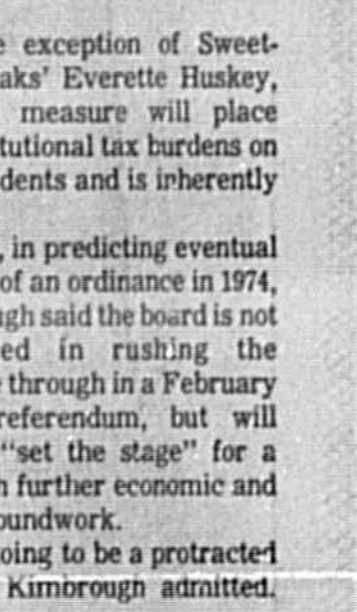 exception of Sweet-
aks' Everette Huskey,
measure will place
tutional tax burdens on
dents and is inherently
, in predicting eventual
of an ordinance in 1974,
ugh said the board is not
ed in rushing the
through in a February
referendum, but will
"set the stage" for a
further economic and
oundwork.
oing to be a protracted
Kimbrough admitted.